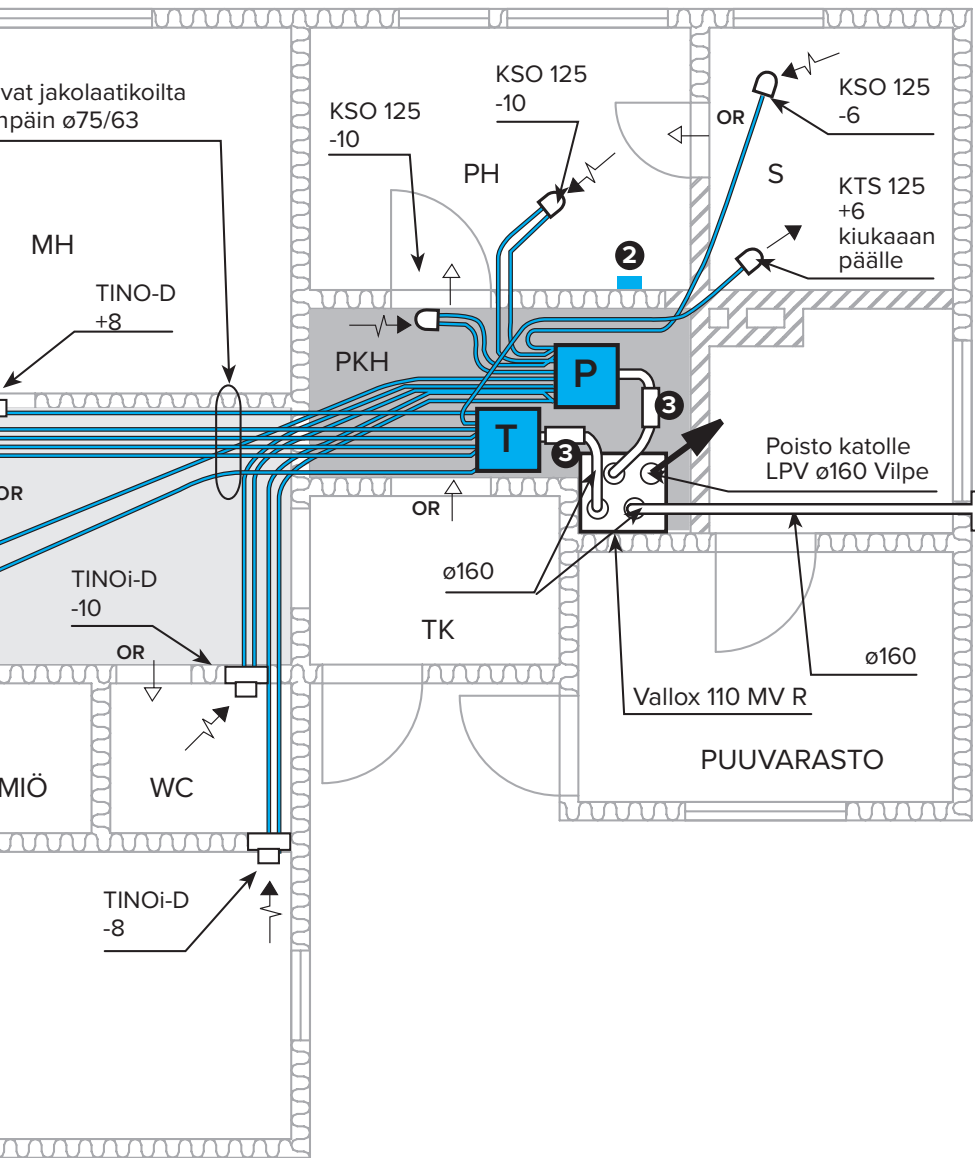 vat jakolaatikoilta
npäin ø75/63
KSO 125
-10
KSO 125
-10
OR
KSO 125
-6
PH
S
KTS 125
+6
kiukaaan
päälle
MH
2
TINO-D
+8
PKH
P
3
T
3
Poisto katolle
LPV ø160 Vilpe
OR
OR
TINOi-D
-10
ø160
TK
OR
ø160
Vallox 110 MV R
PUUVARASTO
MIÖ
WC
TINOi-D
-8